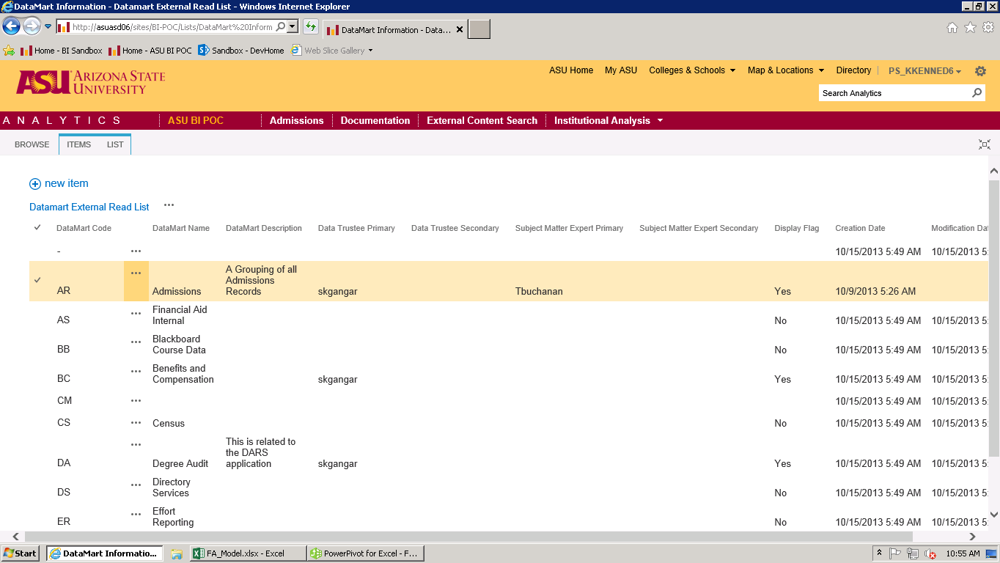 DataMart Information - Datamart External Read List - Windows Internet Explorer
http://asuasd06/sites/BI-POC/Lists/DataMart%20Inform
DataMart Information - Data...
Home - BI Sandbox Home - ASU BI POC Sandbox - DevHome Web Slice Gallery
ASU ARIZONA STATE UNIVERSITY
ASU Home My ASU Colleges & Schools Map & Locations Directory PS_KKENNED6
Search Analytics
ANALYTICS ASU BI POC Admissions Documentation External Content Search Institutional Analysis
BROWSE ITEMS LIST
new item
Datamart External Read List ...
DataMart Code DataMart Name DataMart Description Data Trustee Primary Data Trustee Secondary Subject Matter Expert Primary Subject Matter Expert Secondary Display Flag Creation Date Modification Dat
- ... 10/15/2013 5:49 AM 10/15/2013 5:
AR ... Admissions A Grouping of all Admissions Records skgangar Tbuchanan Yes 10/9/2013 5:26 AM
AS ... Financial Aid Internal No 10/15/2013 5:49 AM 10/15/2013 5:
BB ... Blackboard Course Data No 10/15/2013 5:49 AM 10/15/2013 5:
BC ... Benefits and Compensation skgangar Yes 10/15/2013 5:49 AM 10/15/2013 5:
CM ... 10/15/2013 5:49 AM 10/15/2013 5:
CS ... Census No 10/15/2013 5:49 AM 10/15/2013 5:
DA ... Degree Audit This is related to the DARS application skgangar Yes 10/15/2013 5:49 AM 10/15/2013 5:
DS ... Directory Services No 10/15/2013 5:49 AM 10/15/2013 5:
ER ... Effort Reporting No 10/15/2013 5:49 AM 10/15/2013 5:
Start DataMart Informatio... FA_Model.xlsx - Excel PowerPivot for Excel - F... 10:55 AM